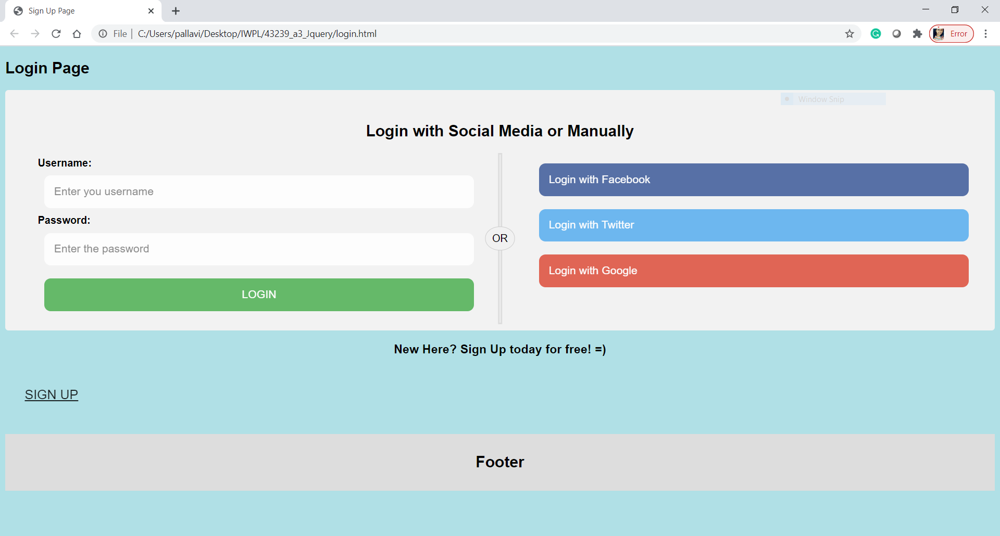 Sign Up Page
File
C:/Users/pallavi/Desktop/IWPL/43239_a3_Jquery/login.html
Error
Login Page
Window Snip
Login with Social Media or Manually
Username:
Enter you username
Password:
Enter the password
LOGIN
OR
Login with Facebook
Login with Twitter
Login with Google
New Here? Sign Up today for free! =)
SIGN UP
Footer